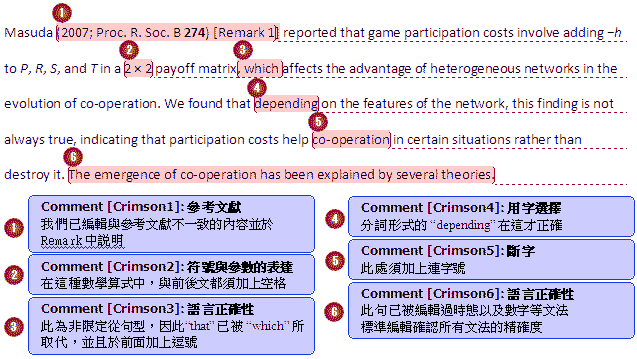 1
Masuda (2007; Proc. R. Soc. B 274) [Remark 1] reported that game participation costs involve adding –h
2 3
to P, R, S, and T in a 2 × 2 payoff matrix, which affects the advantage of heterogeneous networks in the
4
evolution of co-operation. We found that depending on the features of the network, this finding is not
5
always true, indicating that participation costs help co-operation in certain situations rather than
6
destroy it. The emergence of co-operation has been explained by several theories.
1
Comment [Crimson1]: 參考文獻
我們已編輯與參考文獻不一致的內容並於
Remark 中説明
2
Comment [Crimson2]: 符號與參數的表達
在這種數學算式中，與前後文都須加上空格
3
Comment [Crimson3]: 語言正確性
此為非限定從句型，因此“that”已被“which”所
取代，並且於前面加上逗號
4
Comment [Crimson4]: 用字選擇
分詞形式的 “depending” 在這才正確
5
Comment [Crimson5]: 斷字
此處須加上連字號
6
Comment [Crimson6]: 語言正確性
此句已被編輯過時態以及數字等文法
標準編輯確認所有文法的精確度